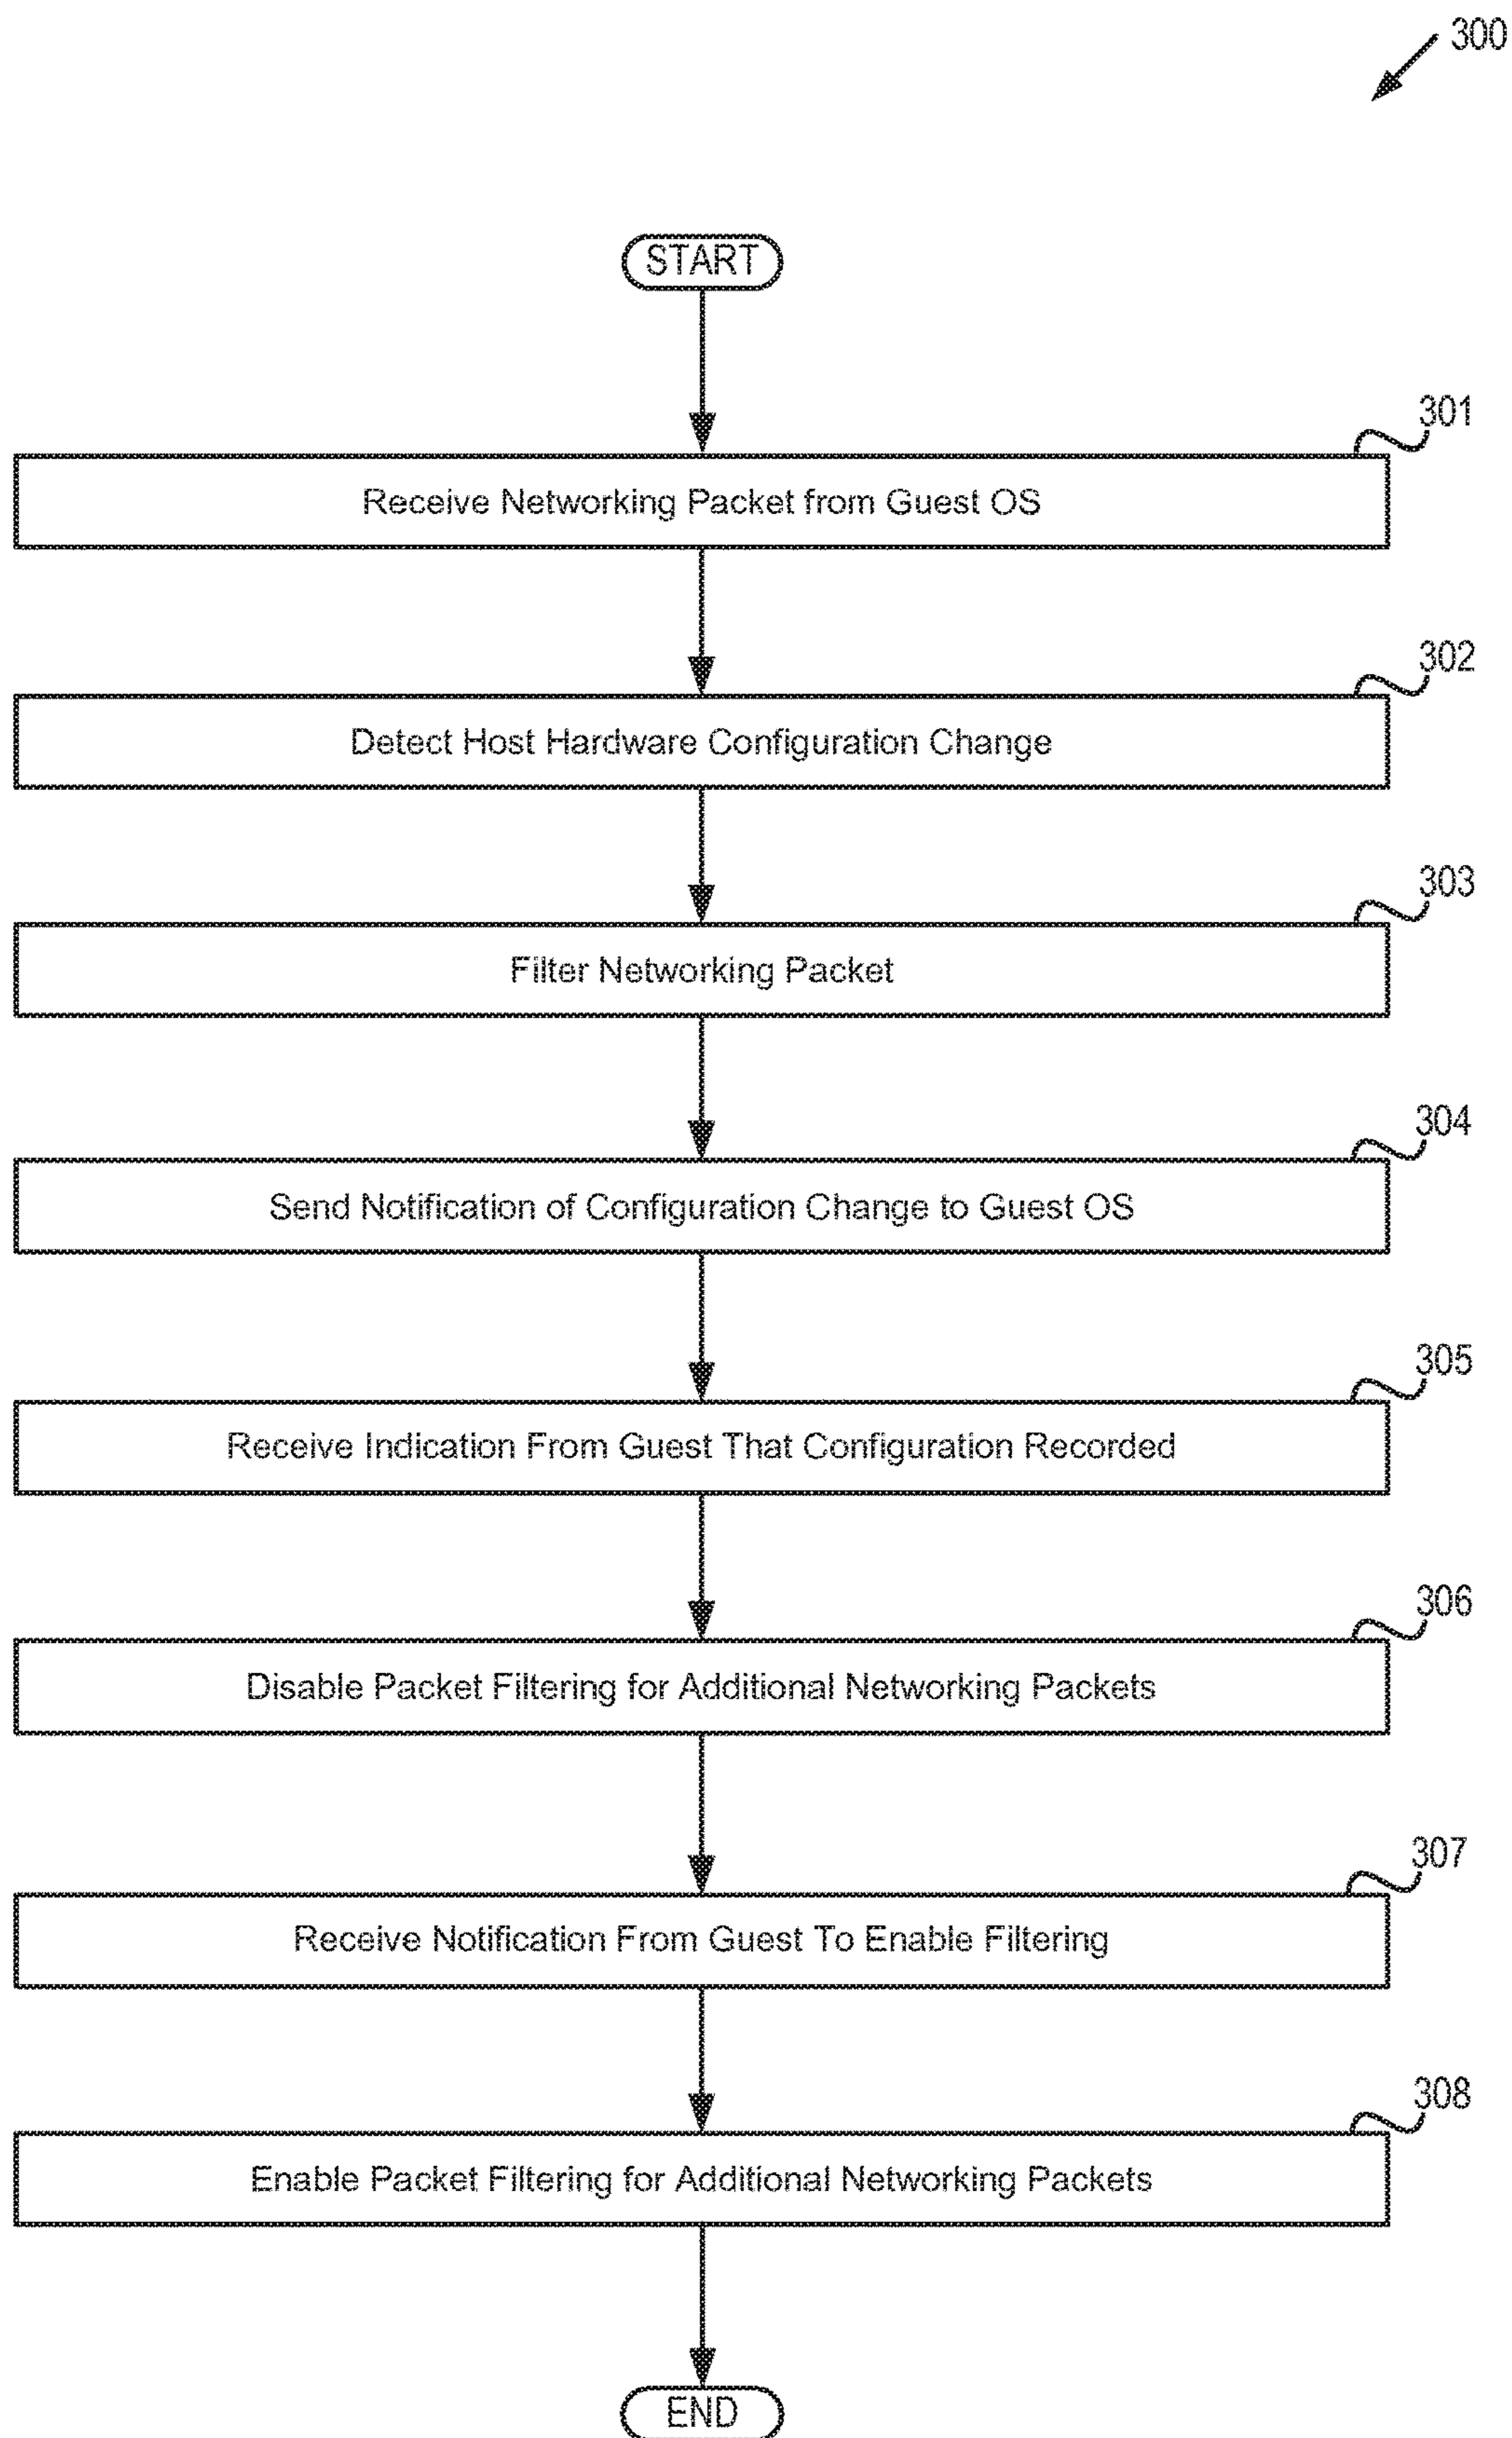 300
START
301
Receive Networking Packet from Guest OS
302
Detect Host Hardware Configuration Change
303
Filter Networking Packet
304
Send Notification of Configuration Change to Guest OS
305
Receive Indication From Guest That Configuration Recorded
306
Disable Packet Filtering for Additional Networking Packets
307
Receive Notification From Guest To Enable Filtering
308
Enable Packet Filtering for Additional Networking Packets
END